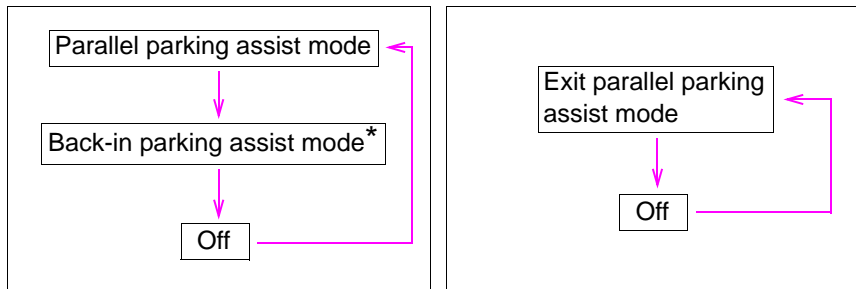 Parallel parking assist mode
Back-in parking assist mode*
Off
Exit parallel parking
assist mode
Off